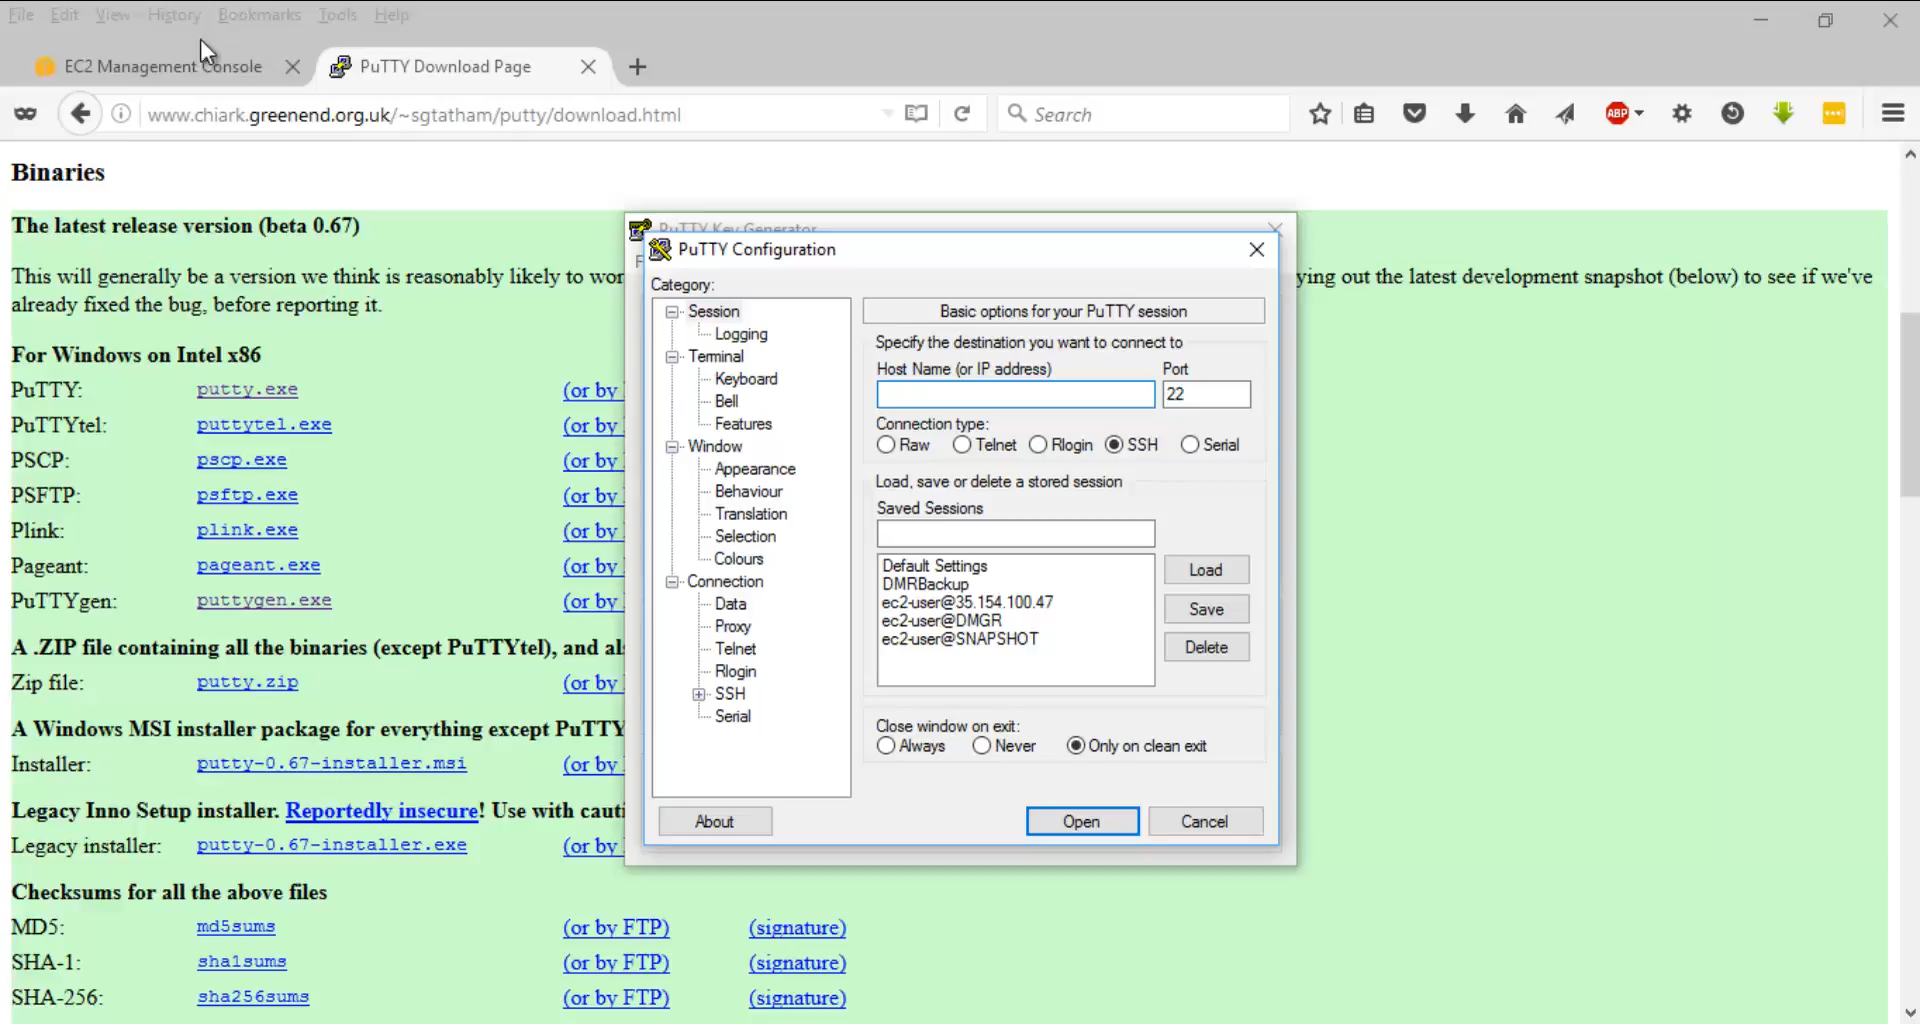 File Edit View History Bookmarks Tools Help
EC2 Management Console
PuTTY Download Page
www.chiark.greenend.org.uk/~sgtatham/putty/download.html
Search
ABP
Binaries
The latest release version (beta 0.67)
This will generally be a version we think is reasonably likely to wor
ying out the latest development snapshot (below) to see if we've
already fixed the bug, before reporting it.
For Windows on Intel x86
PuTTY: putty.exe (or by
PuTTYtel: puttytel.exe (or by
PSCP: pscp.exe (or by
PSFTP: psftp.exe (or by
Plink: plink.exe (or by
Pageant: pageant.exe (or by
PuTTYgen: puttygen.exe (or by
A .ZIP file containing all the binaries (except PuTTYtel), and al
Zip file: putty.zip (or by
A Windows MSI installer package for everything except PuTTY
Installer: putty-0.67-installer.msi (or by
Legacy Inno Setup installer. Reportedly insecure! Use with cauti
Legacy installer: putty-0.67-installer.exe (or by
Checksums for all the above files
MD5: md5sums (or by FTP) (signature)
SHA-1: sha1sums (or by FTP) (signature)
SHA-256: sha256sums (or by FTP) (signature)
PuTTY Key Generator
PuTTY Configuration
Category:
Session
Logging
Terminal
Keyboard
Bell
Features
Window
Appearance
Behaviour
Translation
Selection
Colours
Connection
Data
Proxy
Telnet
Rlogin
SSH
Serial
Basic options for your PuTTY session
Specify the destination you want to connect to
Host Name (or IP address) Port
22
Connection type:
Raw Telnet Rlogin SSH Serial
Load, save or delete a stored session
Saved Sessions
Default Settings
DMRBackup
ec2-user@35.154.100.47
ec2-user@DMGR
ec2-user@SNAPSHOT
Load
Save
Delete
Close window on exit:
Always Never Only on clean exit
About Open Cancel